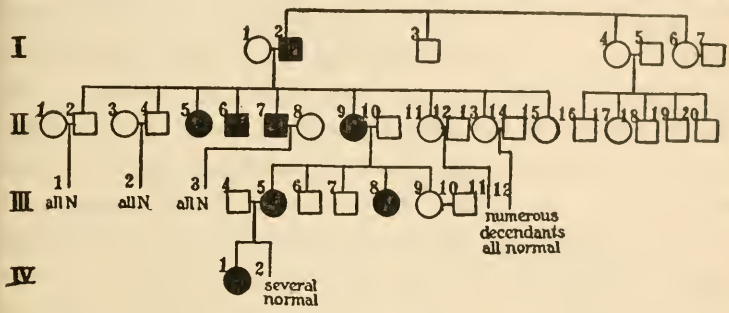 I 1 2 3 4 5 6 7
II 1 2 3 4 5 6 7 8 9 10 11 12 13 14 15 16 17 18 19 20
III 1 2 3 4 5 6 7 8 9 10 11 12
all N. all N. all N
numerous
decendants
all normal
IV 1 2
several
normal